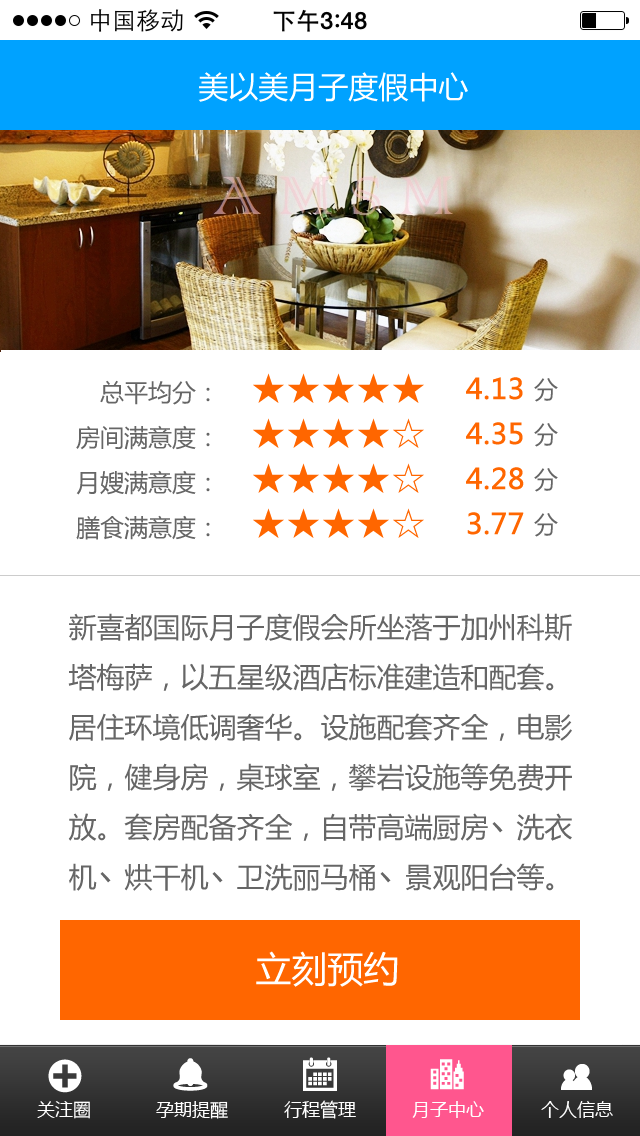 中国移动 下午3:48
美以美月子度假中心
AMSM
总平均分： ★★★★★ 4.13 分
房间满意度： ★★★★☆ 4.35 分
月嫂满意度： ★★★★☆ 4.28 分
膳食满意度： ★★★★☆ 3.77 分
新喜都国际月子度假会所坐落于加州科斯
塔梅萨，以五星级酒店标准建造和配套。
居住环境低调奢华。设施配套齐全，电影
院，健身房，桌球室，攀岩设施等免费开
放。套房配备齐全，自带高端厨房、洗衣
机、烘干机、卫洗丽马桶、景观阳台等。
立刻预约
关注圈 孕期提醒 行程管理 月子中心 个人信息